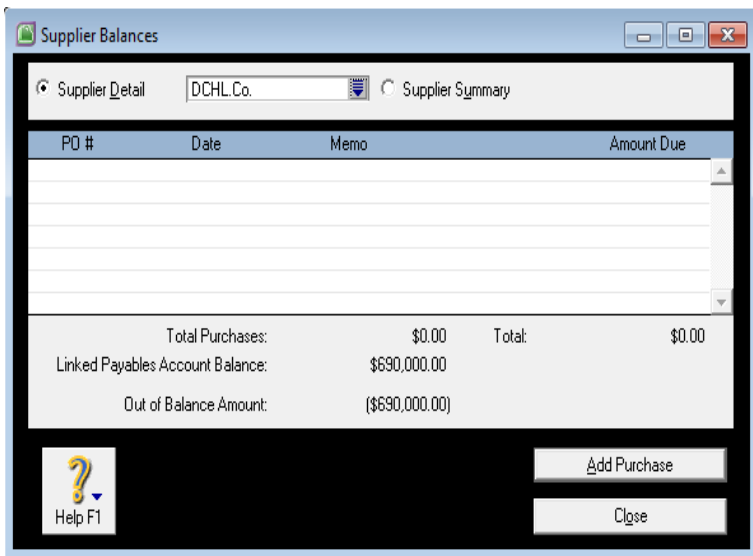 Supplier Balances
Supplier Detail DCHL.Co. Supplier Summary
PO # Date Memo Amount Due
Total Purchases: $0.00 Total: $0.00
Linked Payables Account Balance: $690,000.00
Out of Balance Amount: ($690,000.00)
Add Purchase
Help F1
Close